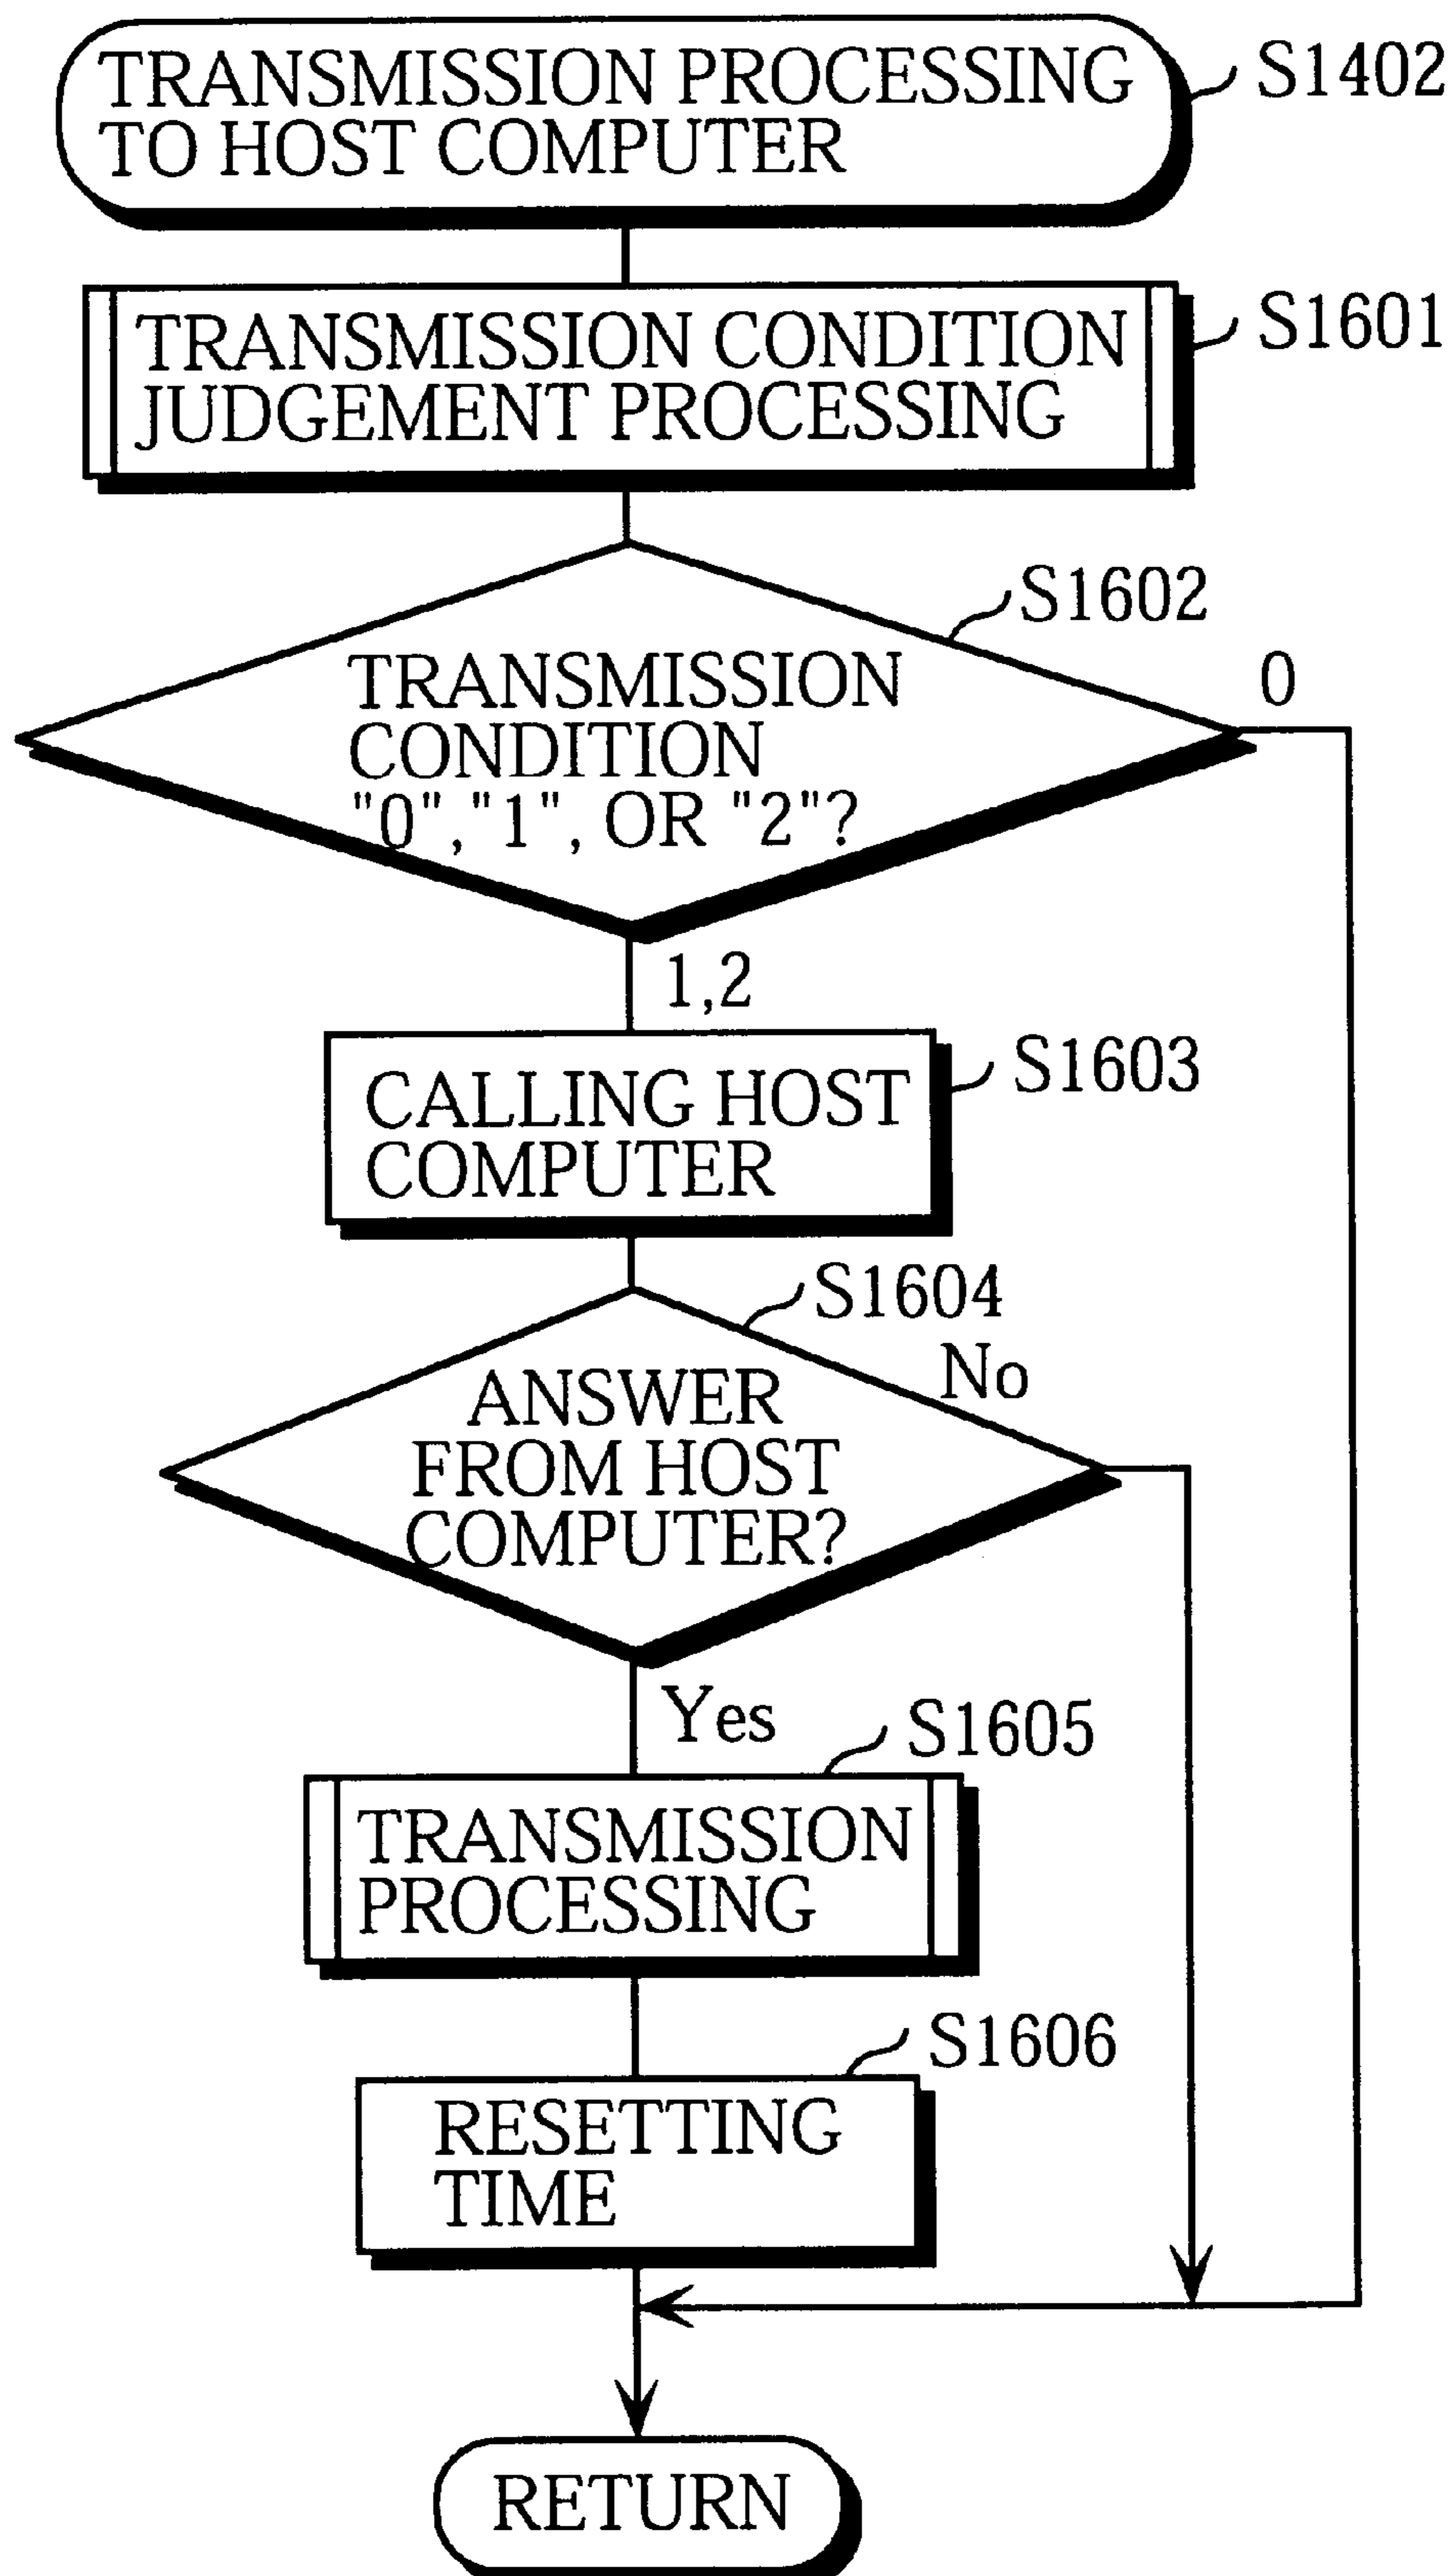 TRANSMISSION PROCESSING
TO HOST COMPUTER
S1402
TRANSMISSION CONDITION
JUDGEMENT PROCESSING
S1601
S1602
TRANSMISSION
CONDITION
"0","1", OR "2"?
0
1,2
CALLING HOST
COMPUTER
S1603
S1604
No
ANSWER
FROM HOST
COMPUTER?
Yes
S1605
TRANSMISSION
PROCESSING
S1606
RESETTING
TIME
RETURN